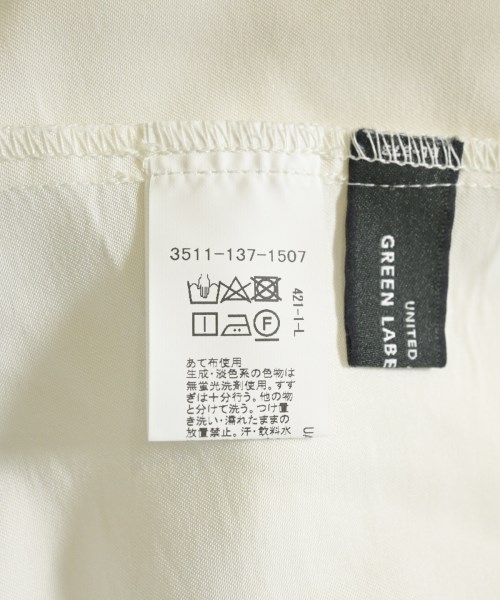 3511-137-1507
421-1-L
F
あて布使用
生成・淡色系の色物は
無蛍光洗剤使用。すす
ぎは十分行う。他の物
と分けて洗う。つけ置
き洗い・濡れたままの
放置禁止。汗・飲料水
UNITED
GREEN LABE